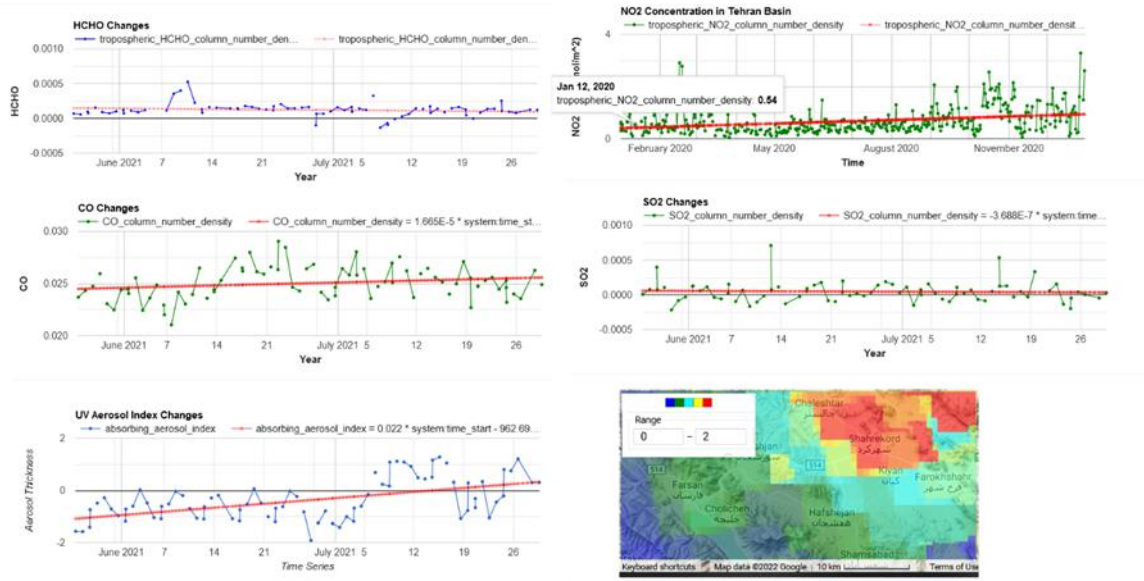 HCHO Changes
tropospheric_HCHO_column_number_den... tropospheric_HCHO_column_number_den...
0.0010
0.0005
0.0000
-0.0005
HCHO
June 2021 7 14 21 July 2021 5 12 19 26
Year
NO2 Concentration in Tehran Basin
tropospheric_NO2_column_number_density tropospheric_NO2_column_number_densit...
4
mol/m^2)
Jan 12, 2020
tropospheric_NO2_column_number_density: 0.54
NO2
0
February 2020 May 2020 August 2020 November 2020
Time
CO Changes
CO_column_number_density CO_column_number_density = 1.665E-5 * system:time_st...
0.030
0.025
0.020
CO
June 2021 7 14 21 July 2021 5 12 19 26
Year
SO2 Changes
SO2_column_number_density SO2_column_number_density = -3.688E-7 * system:time...
0.0010
0.0005
0.0000
-0.0005
SO2
June 2021 7 14 21 July 2021 5 12 19 26
Year
UV Aerosol Index Changes
absorbing_aerosol_index absorbing_aerosol_index = 0.022 * system:time_start - 962.69...
2
0
-2
Aerosol Thickness
June 2021 7 14 21 July 2021 5 12 19 26
Time Series
Range
0 – 2
Chaleshtar
Shahrekord
شهرکرد
Kiyan
کیان
Farokhshahr
فرخ شهر
Farsan
فارسان
Cholicheh
Hafshejan
هفشجان
Shamsabad
Keyboard shortcuts Map data ©2022 Google 10 km Terms of Use